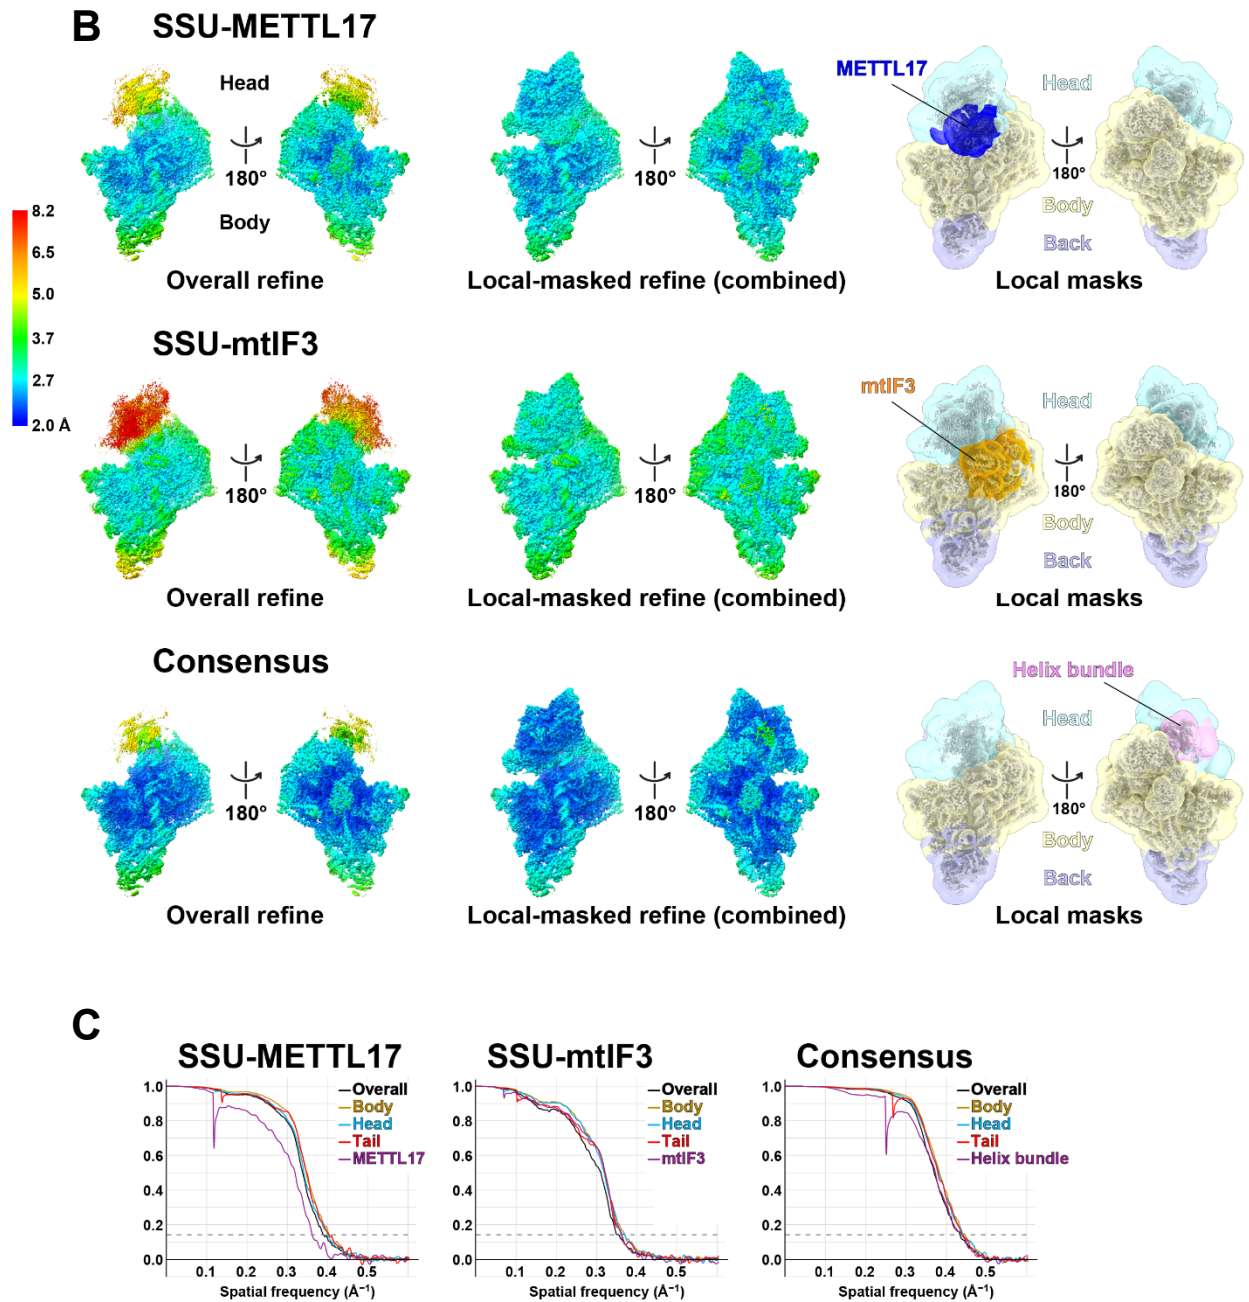 B
SSU-METTL17
Head
180°
Body
Overall refine
180°
Local-masked refine (combined)
METTL17
Head
180°
Body
Back
Local masks
8.2
6.5
5.0
3.7
2.7
2.0 Å
SSU-mtIF3
180°
Overall refine
180°
Local-masked refine (combined)
mtIF3
Head
180°
Body
Back
Local masks
Consensus
180°
Overall refine
180°
Local-masked refine (combined)
Helix bundle
Head
180°
Body
Back
Local masks
C
SSU-METTL17
1.0
0.8
0.6
0.4
0.2
0.0
Overall
Body
Head
Tail
METTL17
0.1 0.2 0.3 0.4 0.5
Spatial frequency (Å⁻¹)
SSU-mtIF3
1.0
0.8
0.6
0.4
0.2
0.0
Overall
Body
Head
Tail
mtIF3
0.1 0.2 0.3 0.4 0.5
Spatial frequency (Å⁻¹)
Consensus
1.0
0.8
0.6
0.4
0.2
0.0
Overall
Body
Head
Tail
Helix bundle
0.1 0.2 0.3 0.4 0.5
Spatial frequency (Å⁻¹)